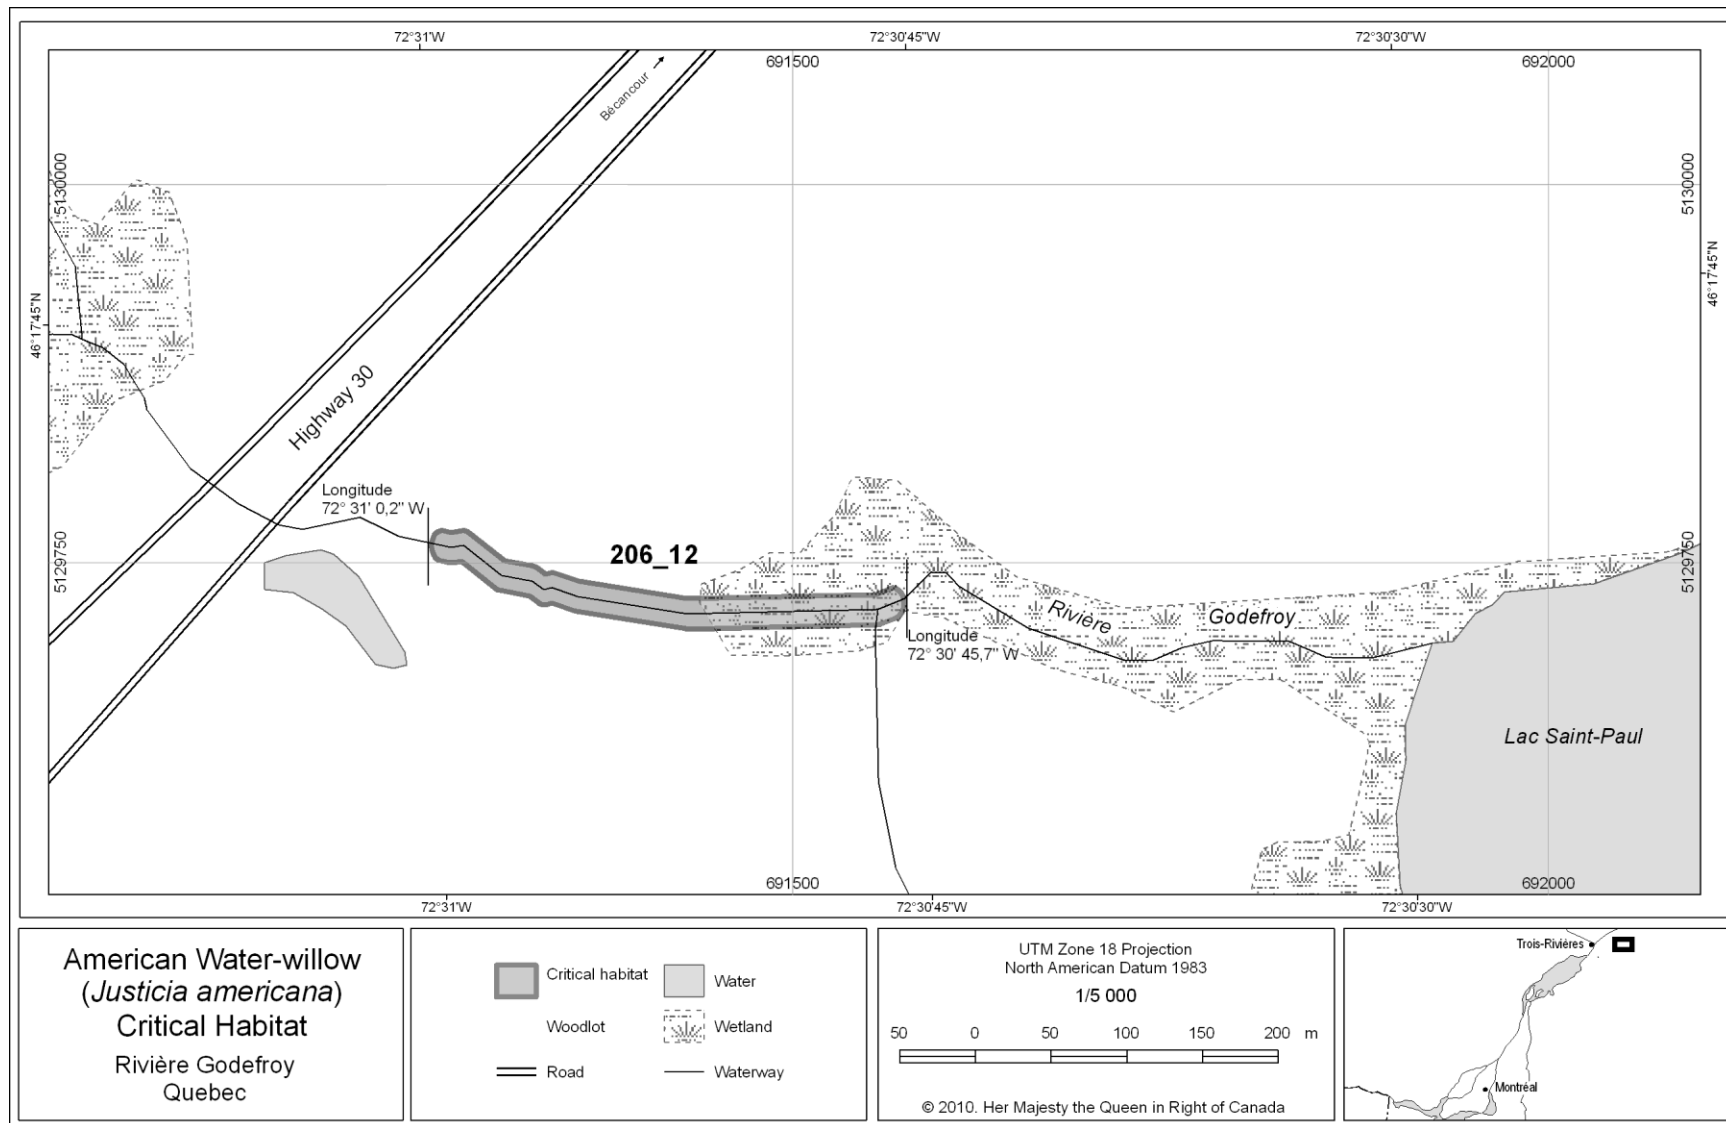 72°31'W
72°30'45"W
72°30'30"W
691500
692000
Bécancour
5130000
5130000
46°17'45"N
46°17'45"N
Highway 30
Longitude
72° 31' 0,2" W
206_12
5129750
5129750
Rivière Godefroy
Longitude
72° 30' 45,7" W
Lac Saint-Paul
691500
692000
72°31'W
72°30'45"W
72°30'30"W
American Water-willow
(Justicia americana)
Critical Habitat
Rivière Godefroy
Quebec
Critical habitat
Water
Woodlot
Wetland
Road
Waterway
UTM Zone 18 Projection
North American Datum 1983
1/5 000
50 0 50 100 150 200 m
© 2010. Her Majesty the Queen in Right of Canada
Trois-Rivières
Montréal